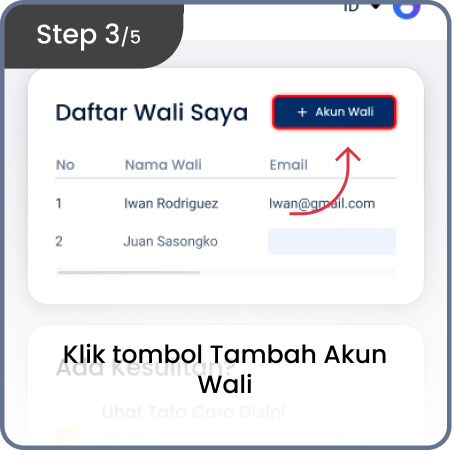 ID
Step 3/5
Daftar Wali Saya
+ Akun Wali
No Nama Wali Email
1 Iwan Rodriguez Iwan@gmail.com
2 Juan Sasongko
Ada Kesulitan?
Klik tombol Tambah Akun
Wali
Lihat Tata Cara Disini